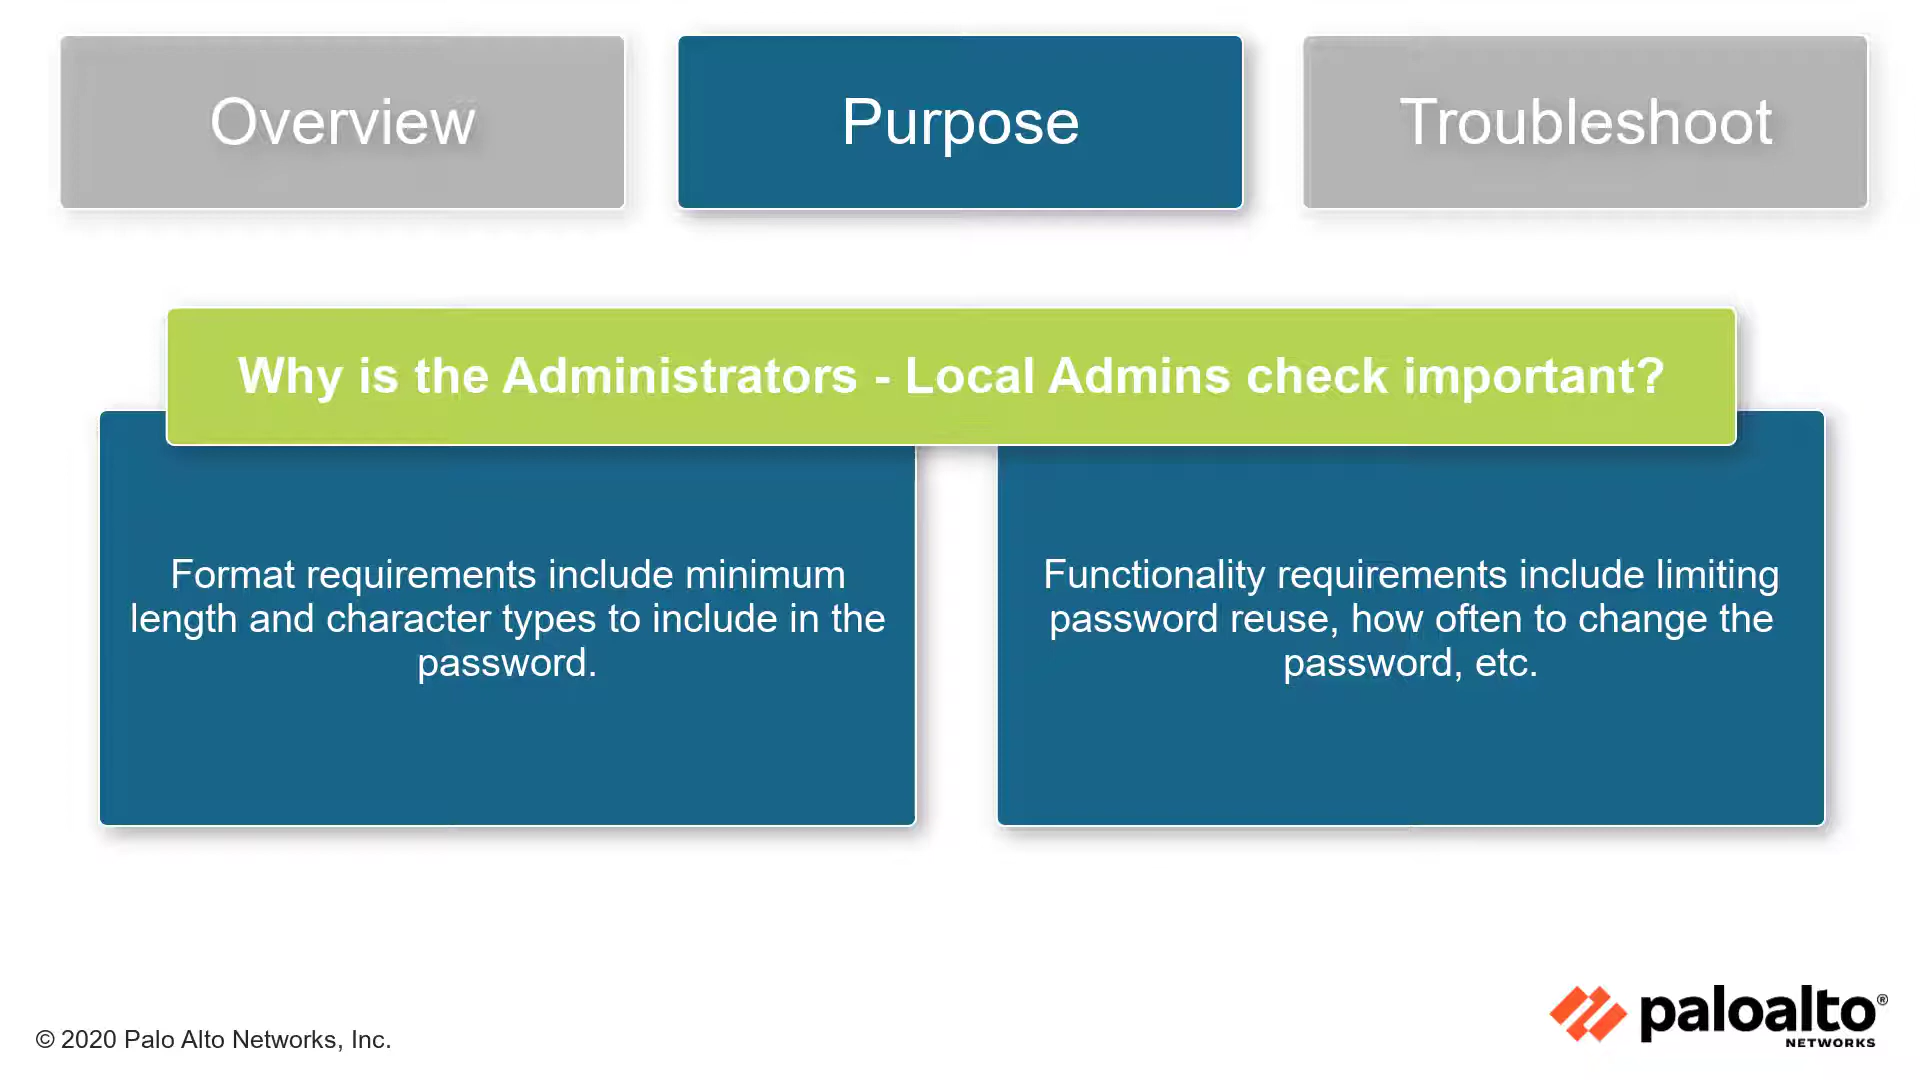 Overview
Purpose
Troubleshoot
Why is the Administrators - Local Admins check important?
Format requirements include minimum
length and character types to include in the
password.
Functionality requirements include limiting
password reuse, how often to change the
password, etc.
© 2020 Palo Alto Networks, Inc.
paloalto®
NETWORKS